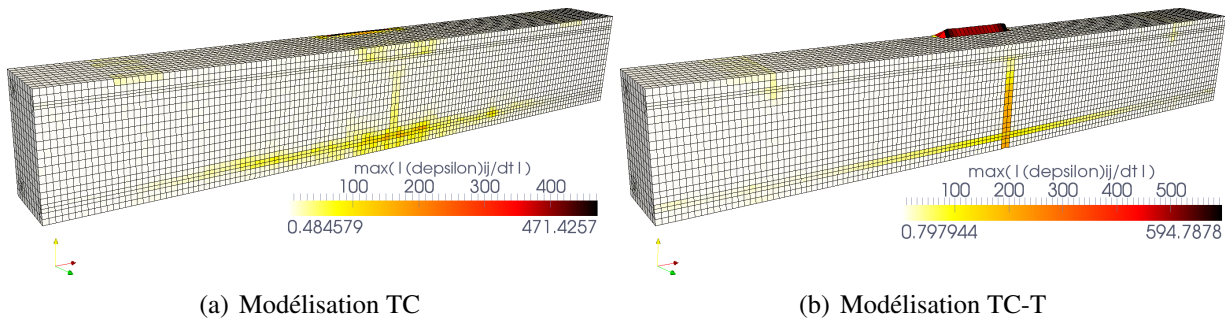 max( | (depsilon)ij/dt | )
100 200 300 400
0.484579 471.4257
max( | (depsilon)ij/dt | )
100 200 300 400 500
0.797944 594.7878
(a) Modélisation TC
(b) Modélisation TC-T